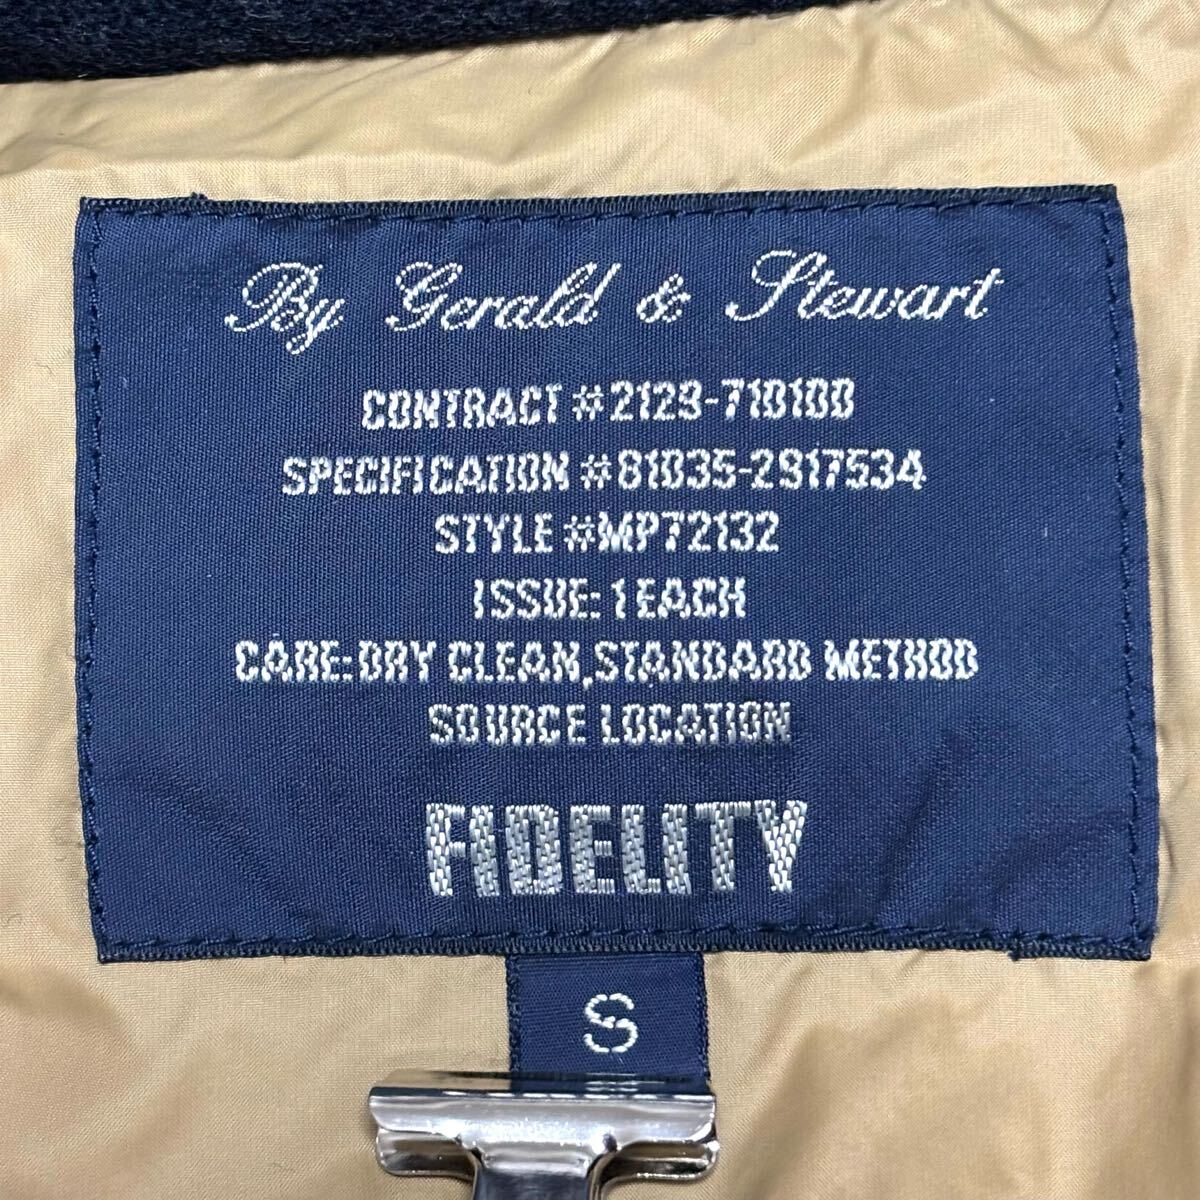 By Gerald & Stewart
CONTRACT #2129-710100
SPECIFICATION #81035-2917534
STYLE #MP72132
ISSUE: 1 EACH
CARE: DRY CLEAN, STANDARD METHOD
SOURCE LOCATION
FIDELITY
S